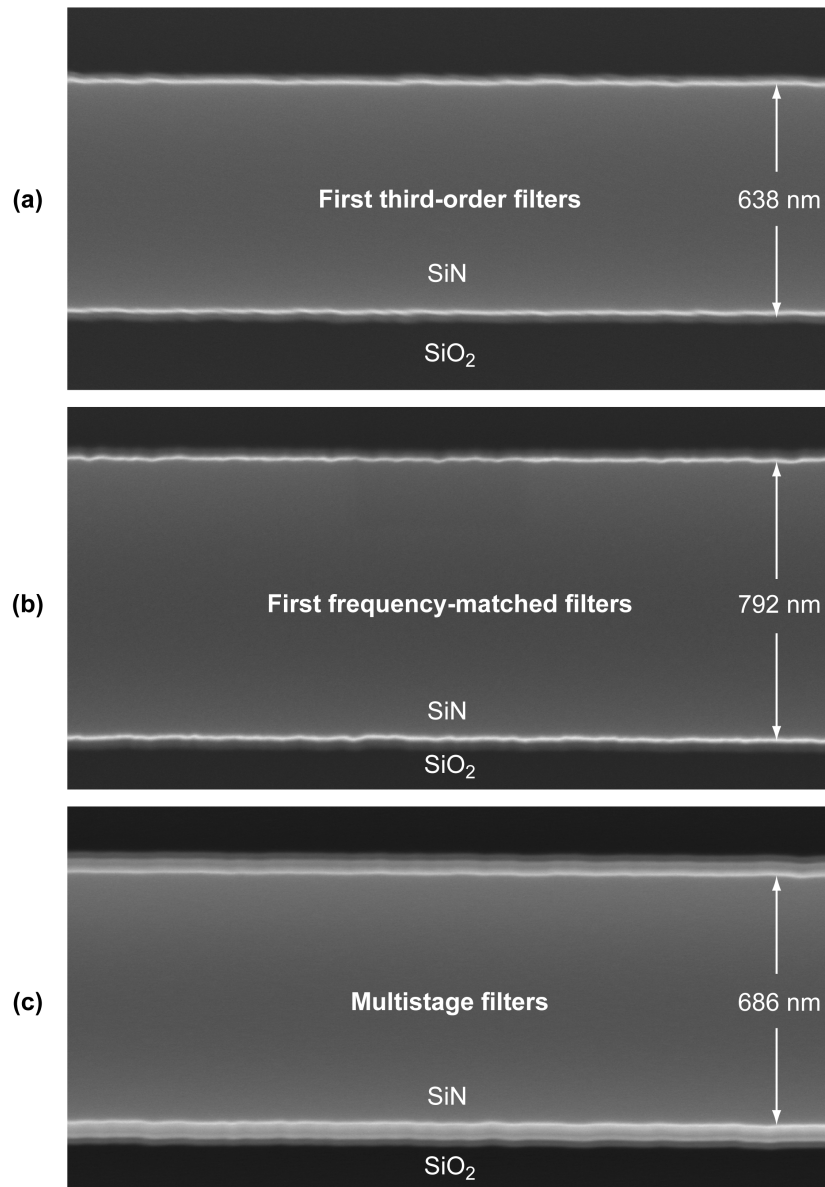 (a)
First third-order filters
638 nm
SiN
SiO₂
(b)
First frequency-matched filters
792 nm
SiN
SiO₂
(c)
Multistage filters
686 nm
SiN
SiO₂